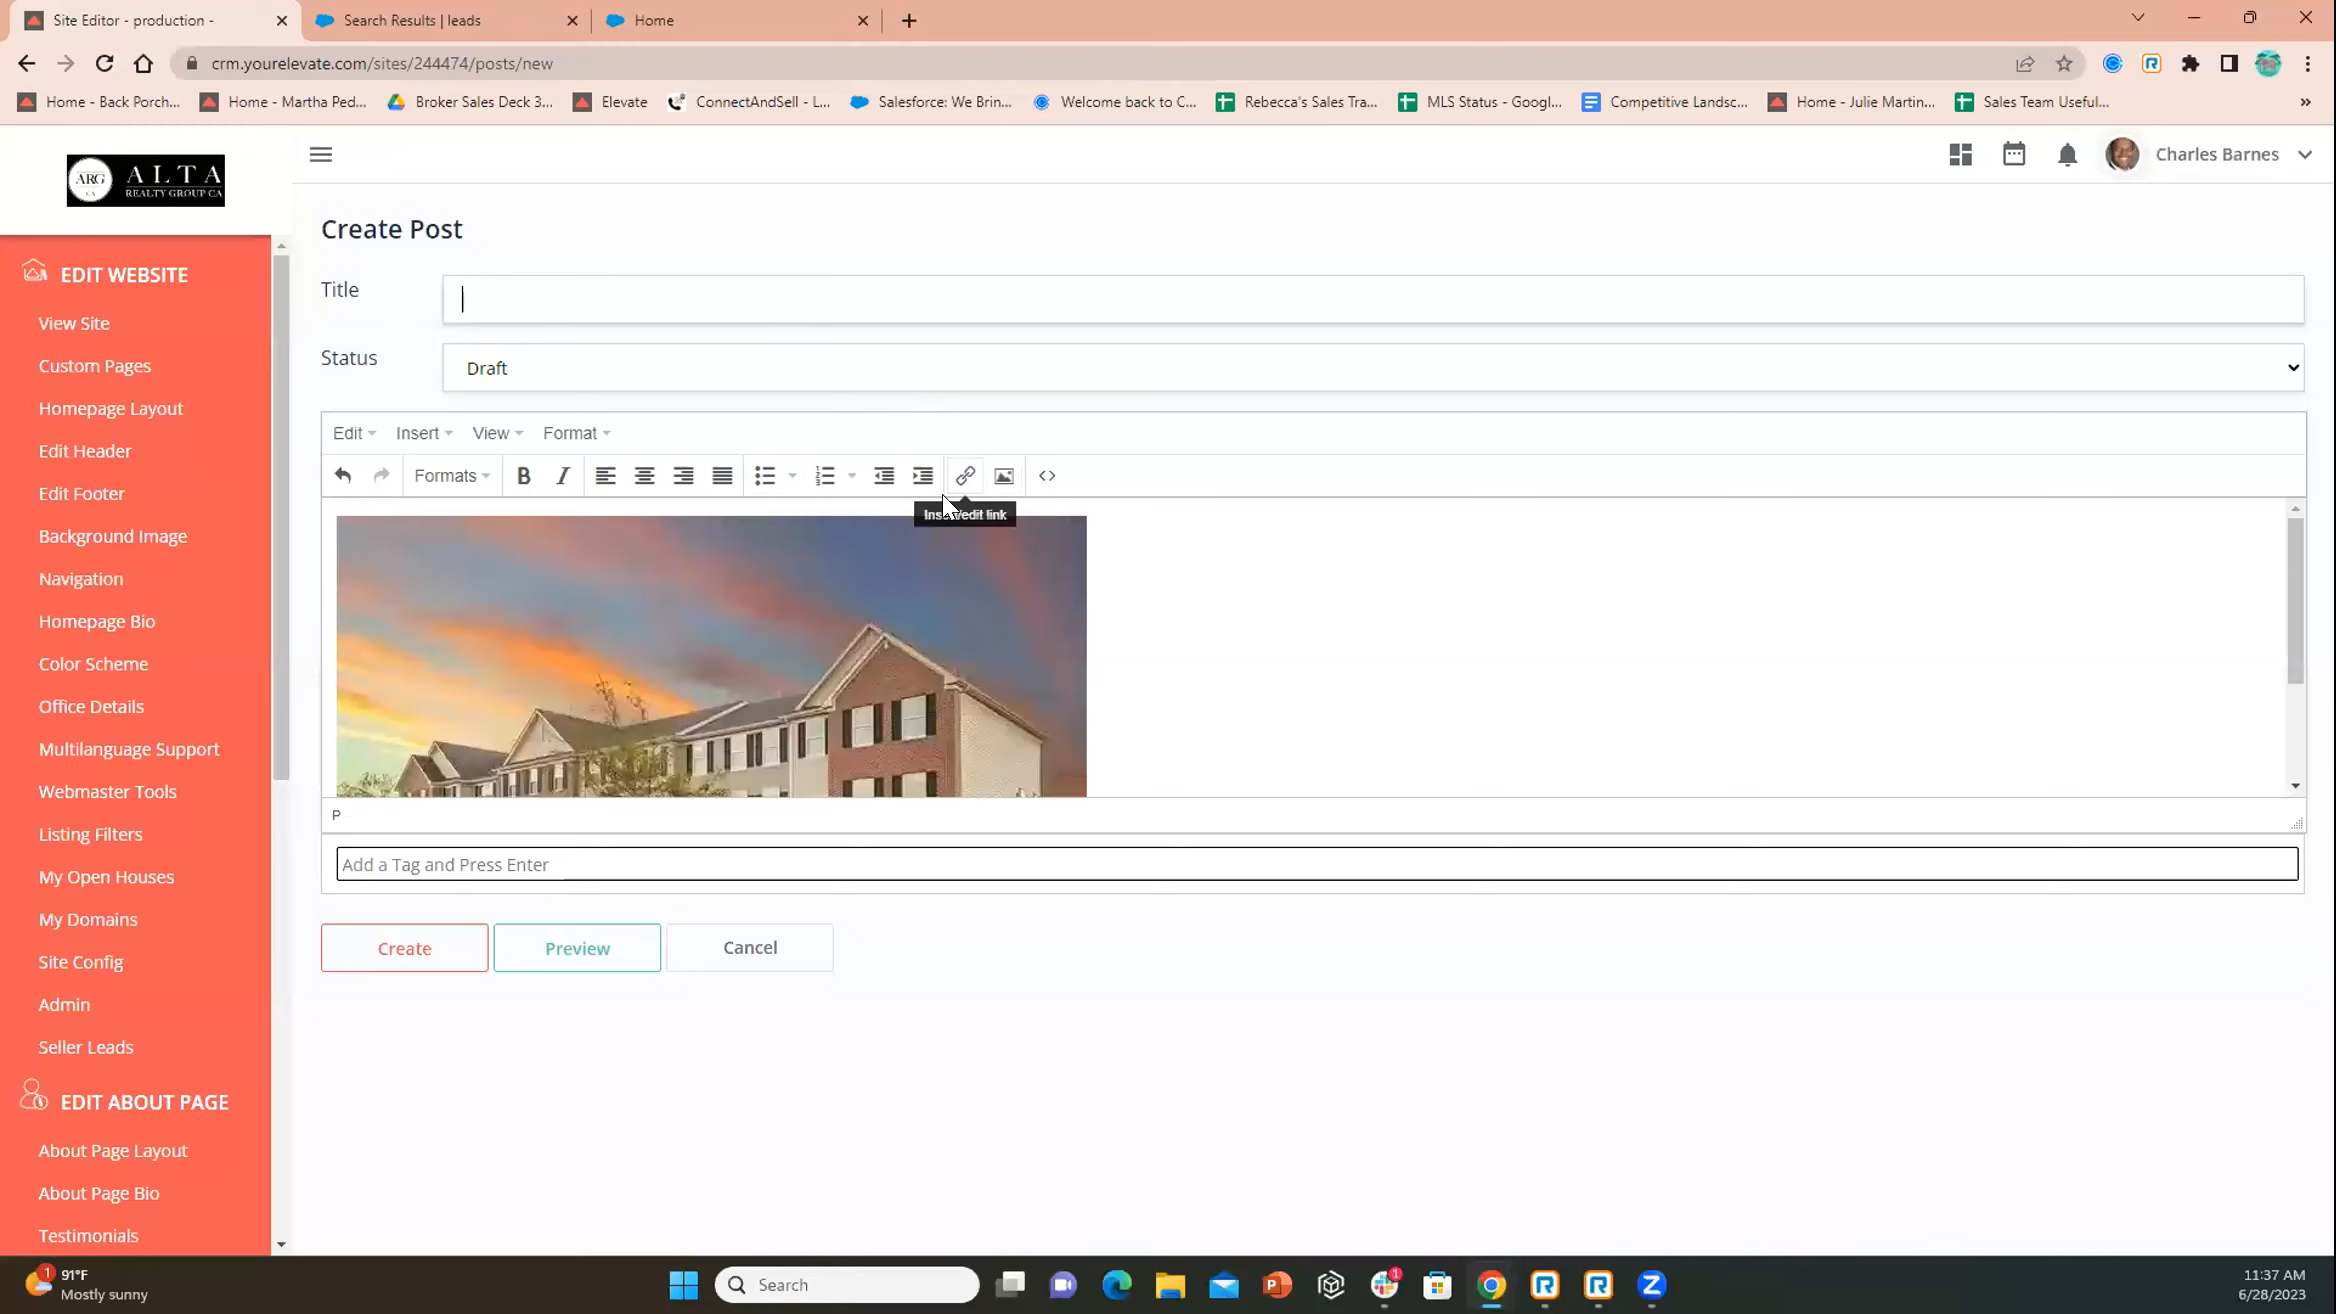 Site Editor - production -
Search Results | leads
Home
crm.yourelevate.com/sites/244474/posts/new
Home - Back Porch...
Home - Martha Ped...
Broker Sales Deck 3...
Elevate
ConnectAndSell - L...
Salesforce: We Brin...
Welcome back to C...
Rebecca's Sales Tra...
MLS Status - Googl...
Competitive Landsc...
Home - Julie Martin...
Sales Team Useful...
ARG
CA
ALTA
REALTY GROUP CA
Charles Barnes
EDIT WEBSITE
View Site
Custom Pages
Homepage Layout
Edit Header
Edit Footer
Background Image
Navigation
Homepage Bio
Color Scheme
Office Details
Multilanguage Support
Webmaster Tools
Listing Filters
My Open Houses
My Domains
Site Config
Admin
Seller Leads
EDIT ABOUT PAGE
About Page Layout
About Page Bio
Testimonials
Create Post
Title
Status
Draft
Edit
Insert
View
Format
Formats
B
I
Insert/edit link
P
Add a Tag and Press Enter
Create
Preview
Cancel
1
91°F
Mostly sunny
Search
1
11:37 AM
6/28/2023